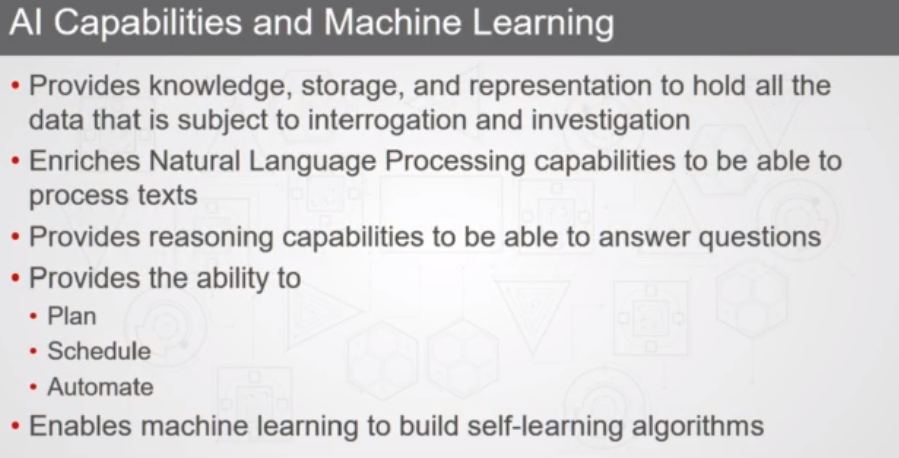 AI Capabilities and Machine Learning
• Provides knowledge, storage, and representation to hold all the
data that is subject to interrogation and investigation
• Enriches Natural Language Processing capabilities to be able to
process texts
• Provides reasoning capabilities to be able to answer questions
• Provides the ability to
• Plan
• Schedule
• Automate
• Enables machine learning to build self-learning algorithms